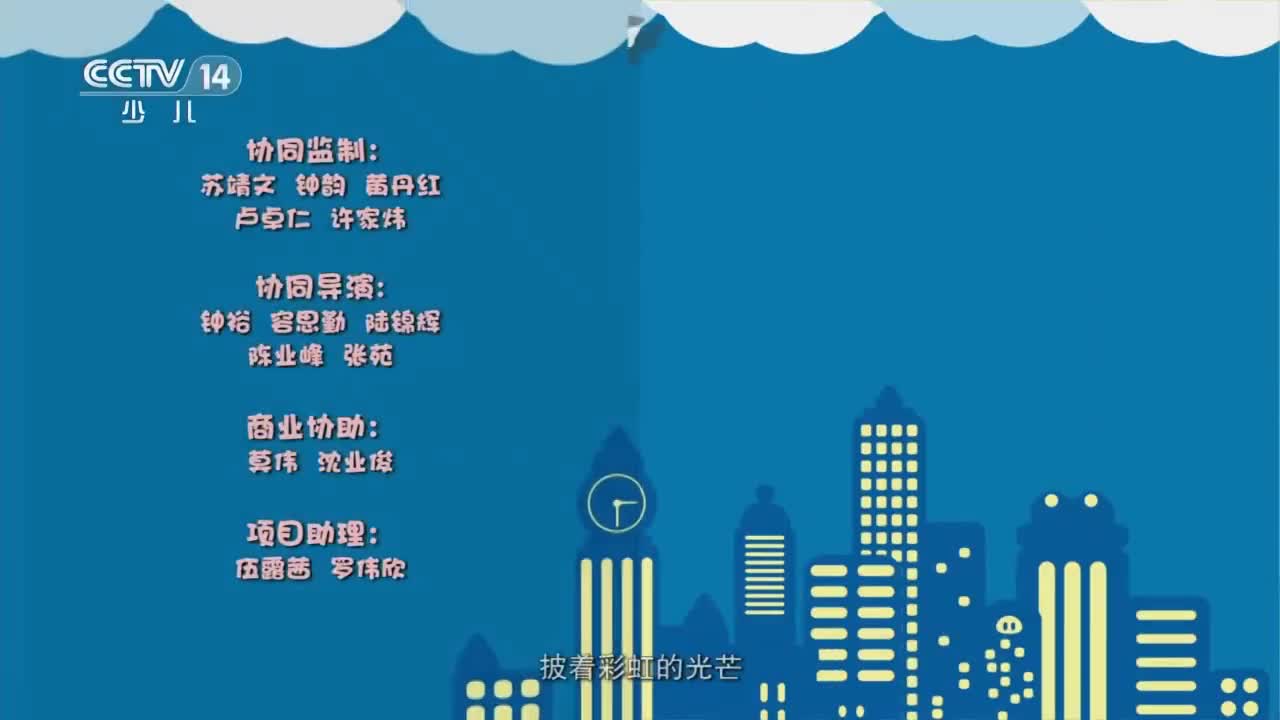 CCTV 14
少儿
协同监制:
苏靖文 钟韵 黄丹红
卢卓仁 许家炜
协同导演:
钟裕 容思勤 陆锦辉
陈业峰 张苑
商业协助:
莫伟 沈业俊
项目助理:
伍露茜 罗伟欣
披着彩虹的光芒